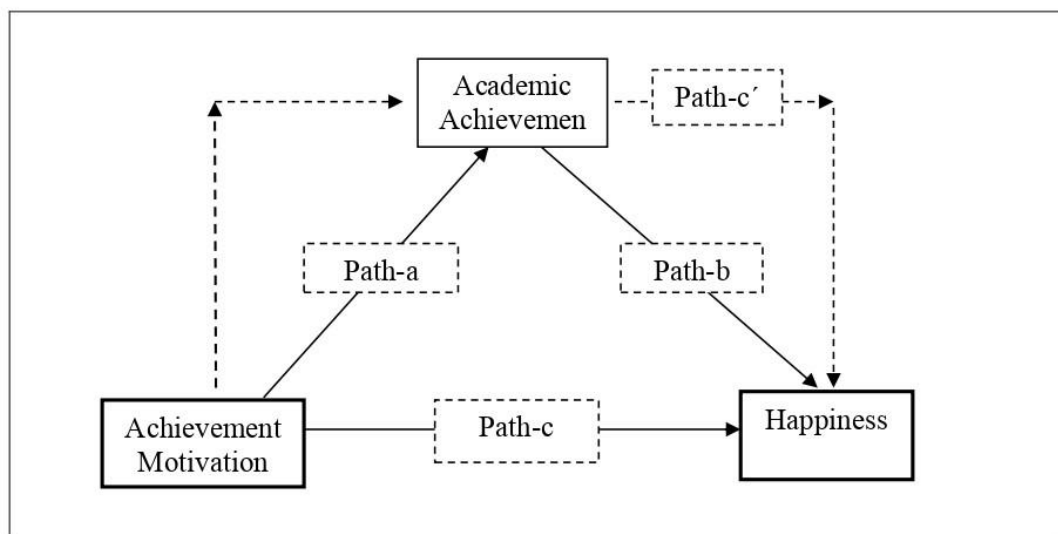 Academic
Achievemen
Path-c´
Path-a
Path-b
Achievement
Motivation
Path-c
Happiness